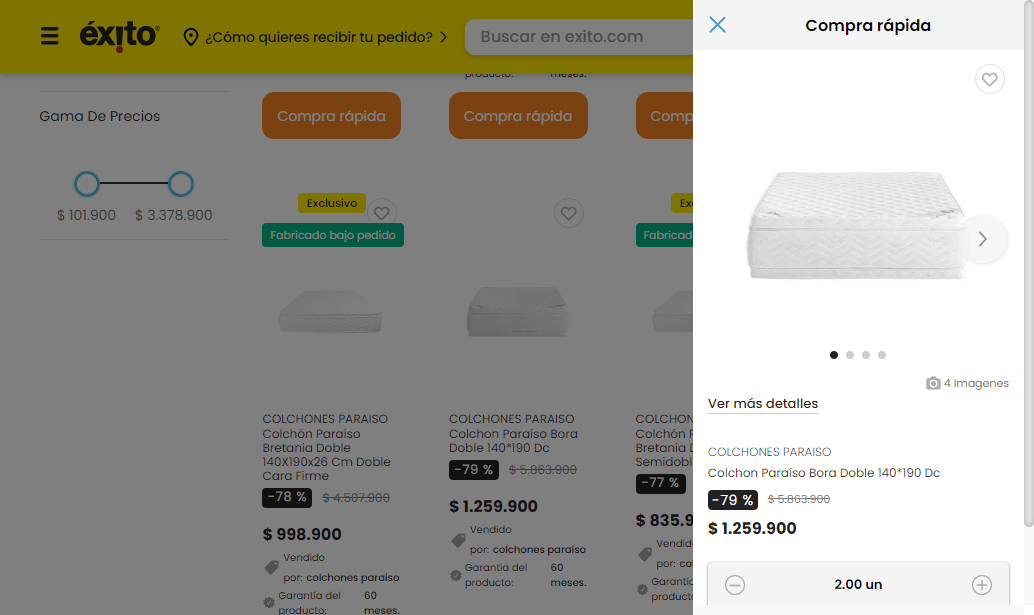 éxito
¿Cómo quieres recibir tu pedido?
Buscar en exito.com
Gama De Precios
$ 101.900 $ 3.378.900
producto: meses.
Compra rápida
Exclusivo
Fabricado bajo pedido
COLCHONES PARAISO
Colchón Paraiso
Bretania Doble
140X190x26 Cm Doble
Cara Firme
-78 % $ 4.507.900
$ 998.900
Vendido
por: colchones paraiso
Garantía del 60
producto: meses.
Compra rápida
COLCHONES PARAISO
Colchon Paraíso Bora
Doble 140*190 Dc
-79 % $ 5.863.900
$ 1.259.900
Vendido
por: colchones paraiso
Garantía del 60
producto: meses.
Comp
Ex
Fabricad
COLCHON
Colchón P
Bretania D
Semidobl
-77 %
$ 835.9
Vendid
por: co
Garantí
produ
Compra rápida
4 Imagenes
Ver más detalles
COLCHONES PARAISO
Colchon Paraíso Bora Doble 140*190 Dc
-79 % $ 5.863.900
$ 1.259.900
2.00 un